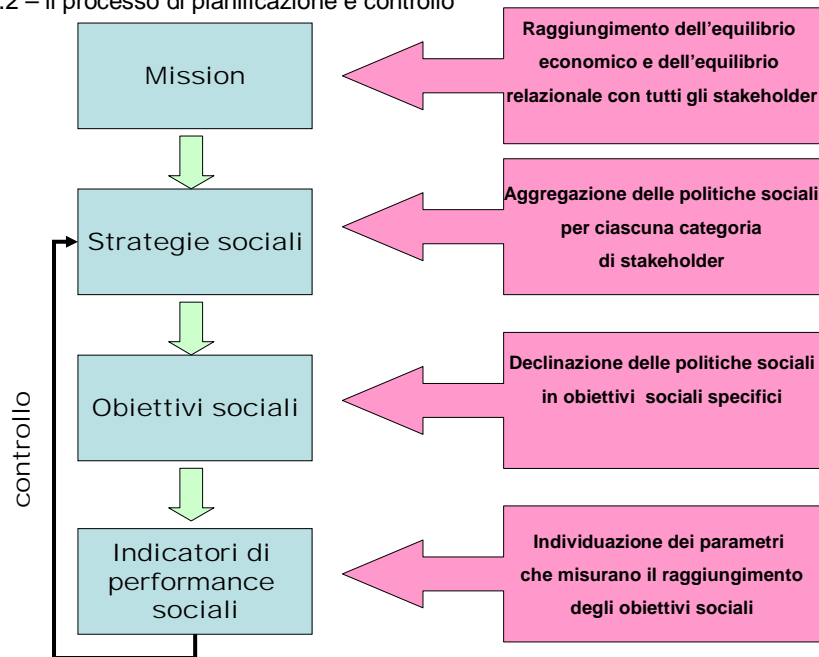 .2 – Il processo di pianificazione e controllo
Mission
Raggiungimento dell'equilibrio
economico e dell'equilibrio
relazionale con tutti gli stakeholder
Strategie sociali
Aggregazione delle politiche sociali
per ciascuna categoria
di stakeholder
Obiettivi sociali
Declinazione delle politiche sociali
in obiettivi sociali specifici
controllo
Indicatori di
performance
sociali
Individuazione dei parametri
che misurano il raggiungimento
degli obiettivi sociali